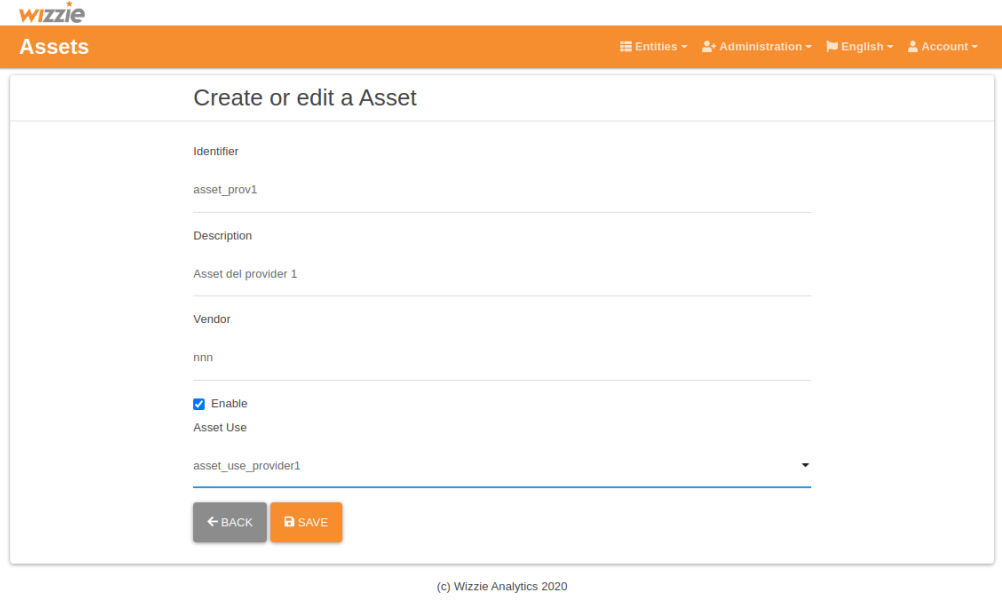 wizzie
Assets
Entities
Administration
English
Account
Create or edit a Asset
Identifier
asset_prov1
Description
Asset del provider 1
Vendor
nnn
Enable
Asset Use
asset_use_provider1
BACK
SAVE
(c) Wizzie Analytics 2020